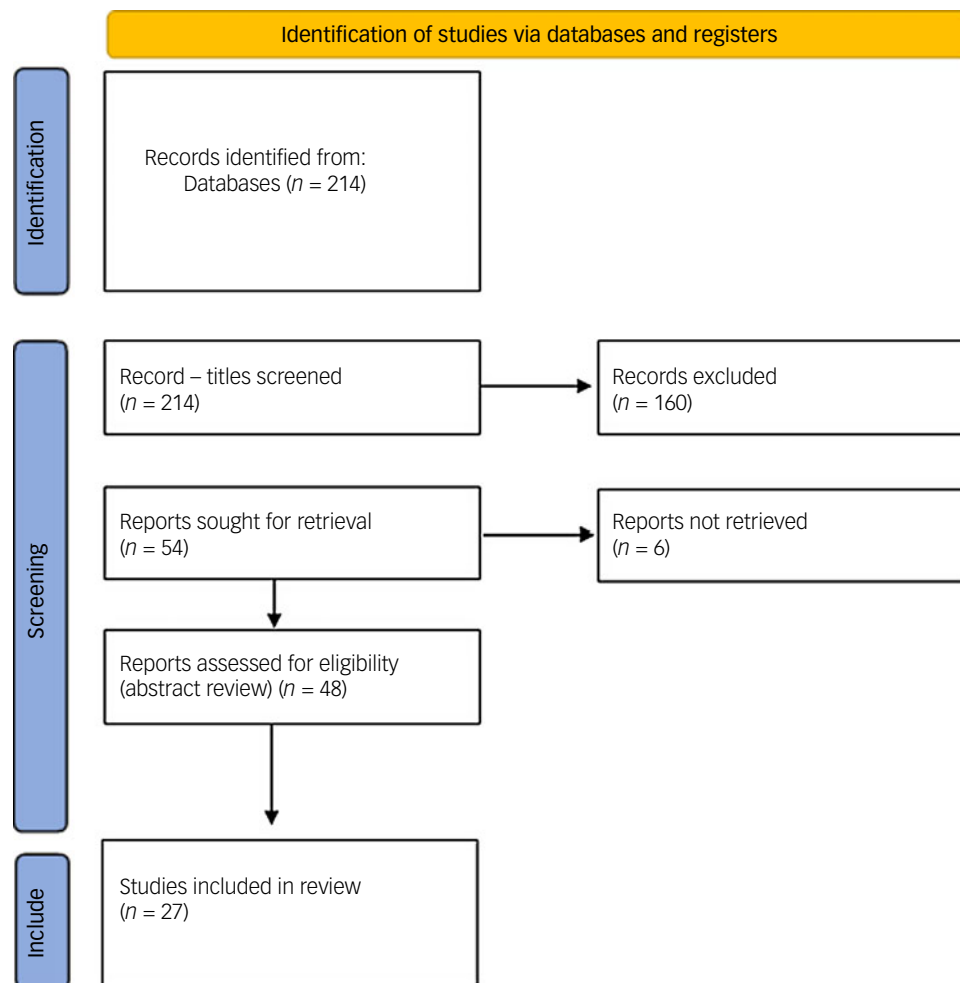 Identification of studies via databases and registers
Identification
Records identified from:
Databases (n = 214)
Screening
Record – titles screened
(n = 214)
Records excluded
(n = 160)
Reports sought for retrieval
(n = 54)
Reports not retrieved
(n = 6)
Reports assessed for eligibility
(abstract review) (n = 48)
Include
Studies included in review
(n = 27)